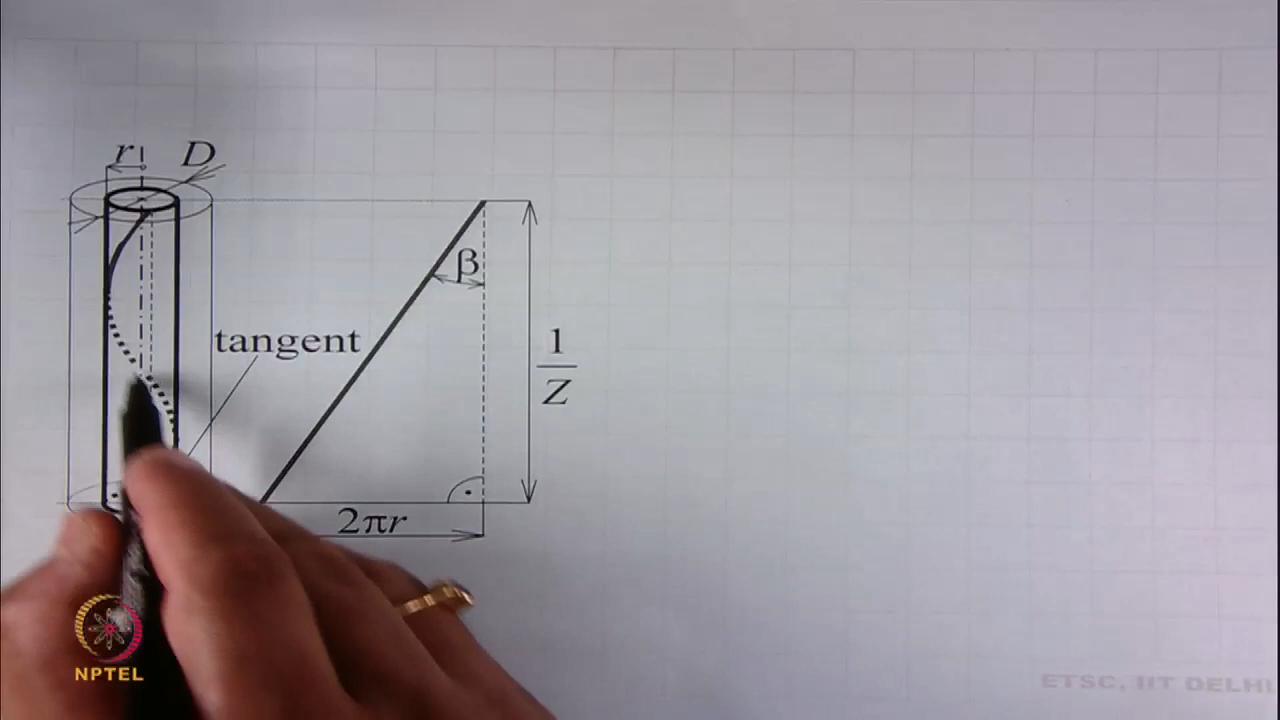 r D
β
tangent
1
Z
2πr
NPTEL
ETSC, IIT DELHI